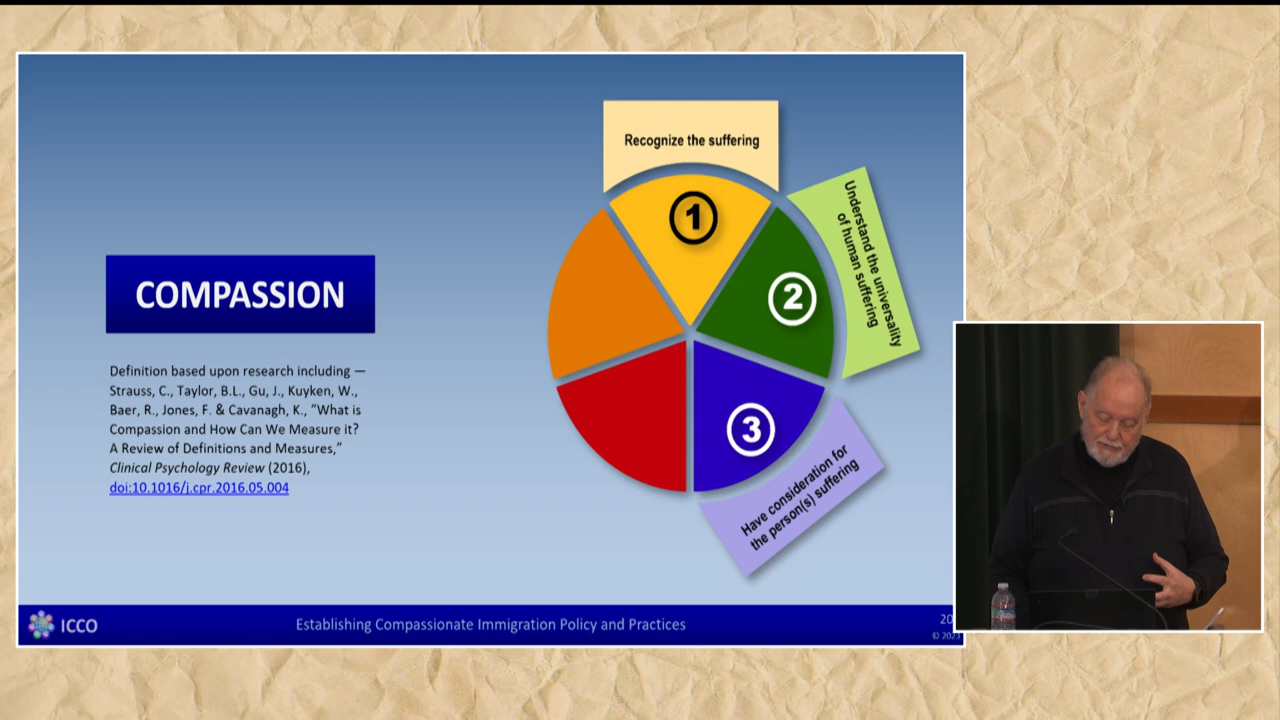 COMPASSION
Definition based upon research including —
Strauss, C., Taylor, B.L., Gu, J., Kuyken, W.,
Baer, R., Jones, F. & Cavanagh, K., “What is
Compassion and How Can We Measure it?
A Review of Definitions and Measures,”
Clinical Psychology Review (2016),
doi:10.1016/j.cpr.2016.05.004
Recognize the suffering
1
Understand the universality
of human suffering
2
3
Have consideration for
the person(s) suffering
ICCO
Establishing Compassionate Immigration Policy and Practices
20
© 2023